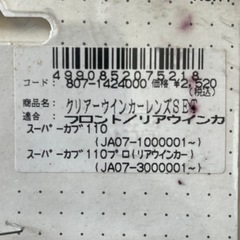 4990852075218
コード: 807-1424000 価格 ¥2,520
(税込)
商品名: クリアーウインカーレンズSET
適合: フロント/リアウインカ
スーパーカブ110
(JA07-1000001~)
スーパーカブ110プロ(リアウインカー)
(JA07-3000001~)